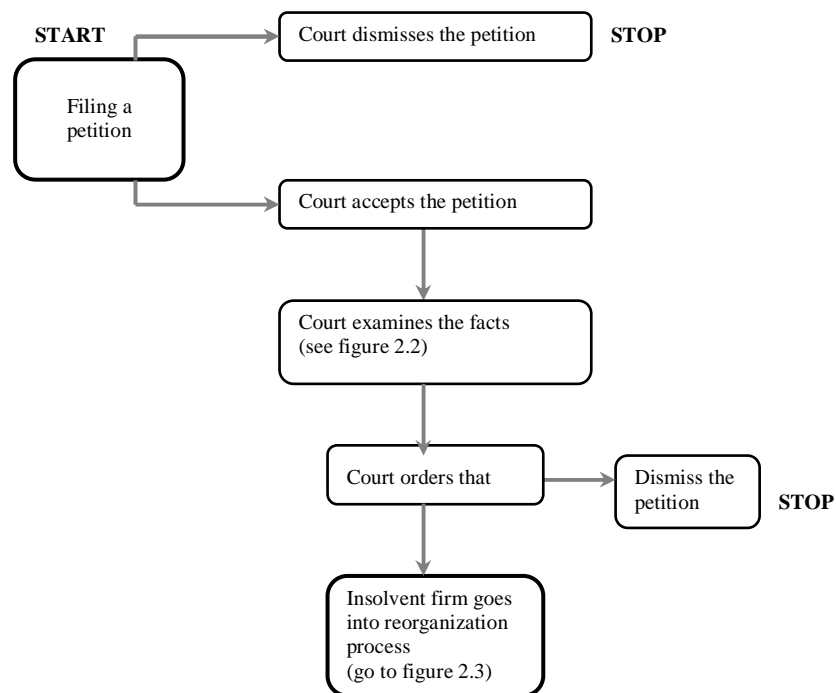 START
Court dismisses the petition
STOP
Filing a
petition
Court accepts the petition
Court examines the facts
(see figure 2.2)
Court orders that
Dismiss the
petition
STOP
Insolvent firm goes
into reorganization
process
(go to figure 2.3)